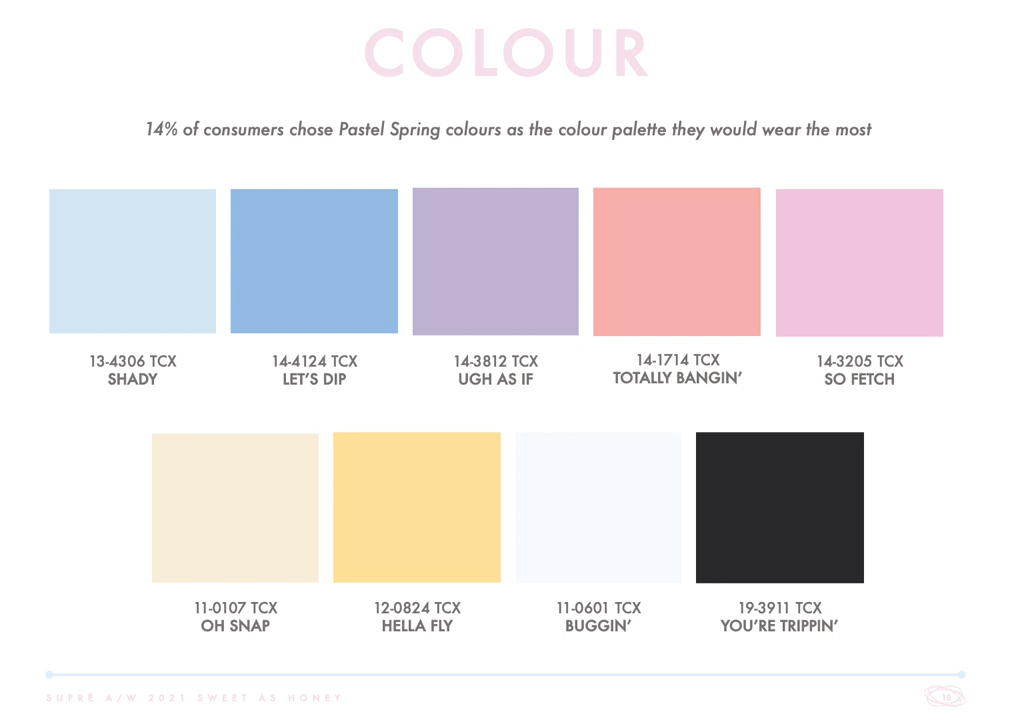 COLOUR
14% of consumers chose Pastel Spring colours as the colour palette they would wear the most
13-4306 TCX
SHADY
14-4124 TCX
LET'S DIP
14-3812 TCX
UGH AS IF
14-1714 TCX
TOTALLY BANGIN'
14-3205 TCX
SO FETCH
11-0107 TCX
OH SNAP
12-0824 TCX
HELLA FLY
11-0601 TCX
BUGGIN'
19-3911 TCX
YOU'RE TRIPPIN'
SUPRÉ A/W 2021 SWEET AS HONEY